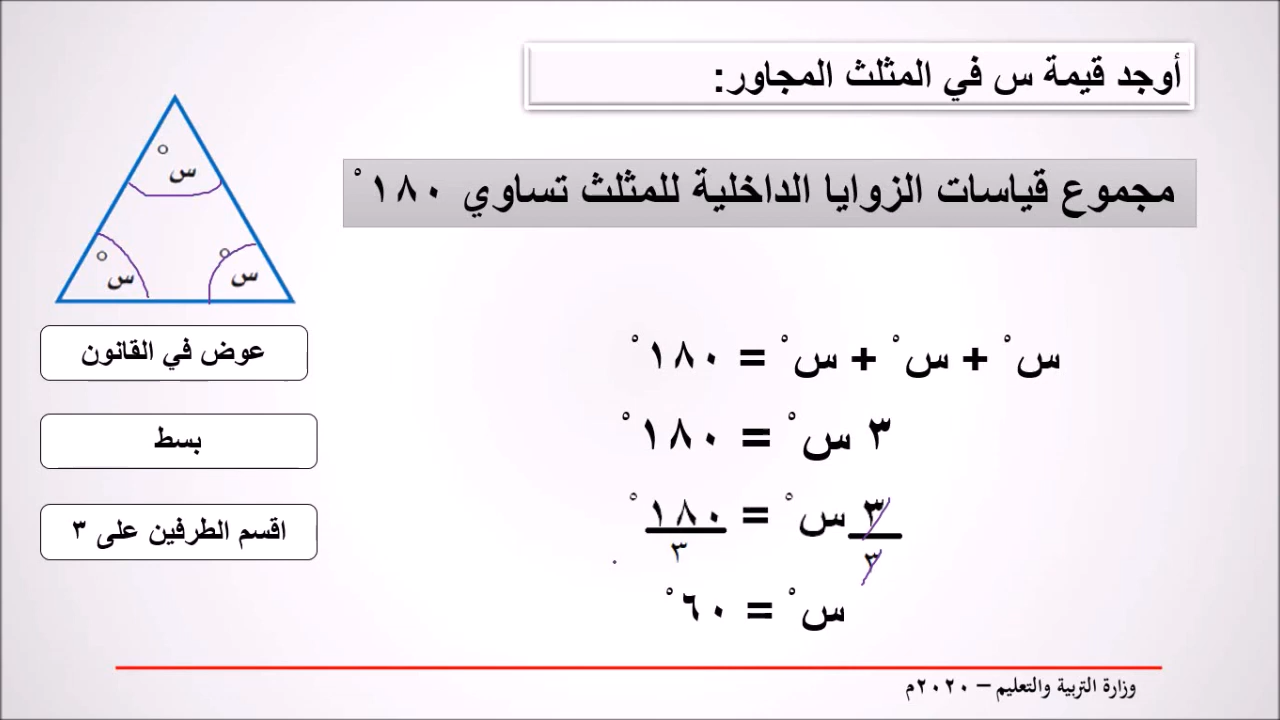 أوجد قيمة س في المثلث المجاور:
مجموع قياسات الزوايا الداخلية للمثلث تساوي ١٨٠°
س°
س°
س°
عوض في القانون
س° + س° + س° = ١٨٠°
بسط
٣ س° = ١٨٠°
اقسم الطرفين على ٣
٣ س° = ١٨٠°
٣ ٣
س° = ٦٠°
وزارة التربية والتعليم – ٢٠٢٠م